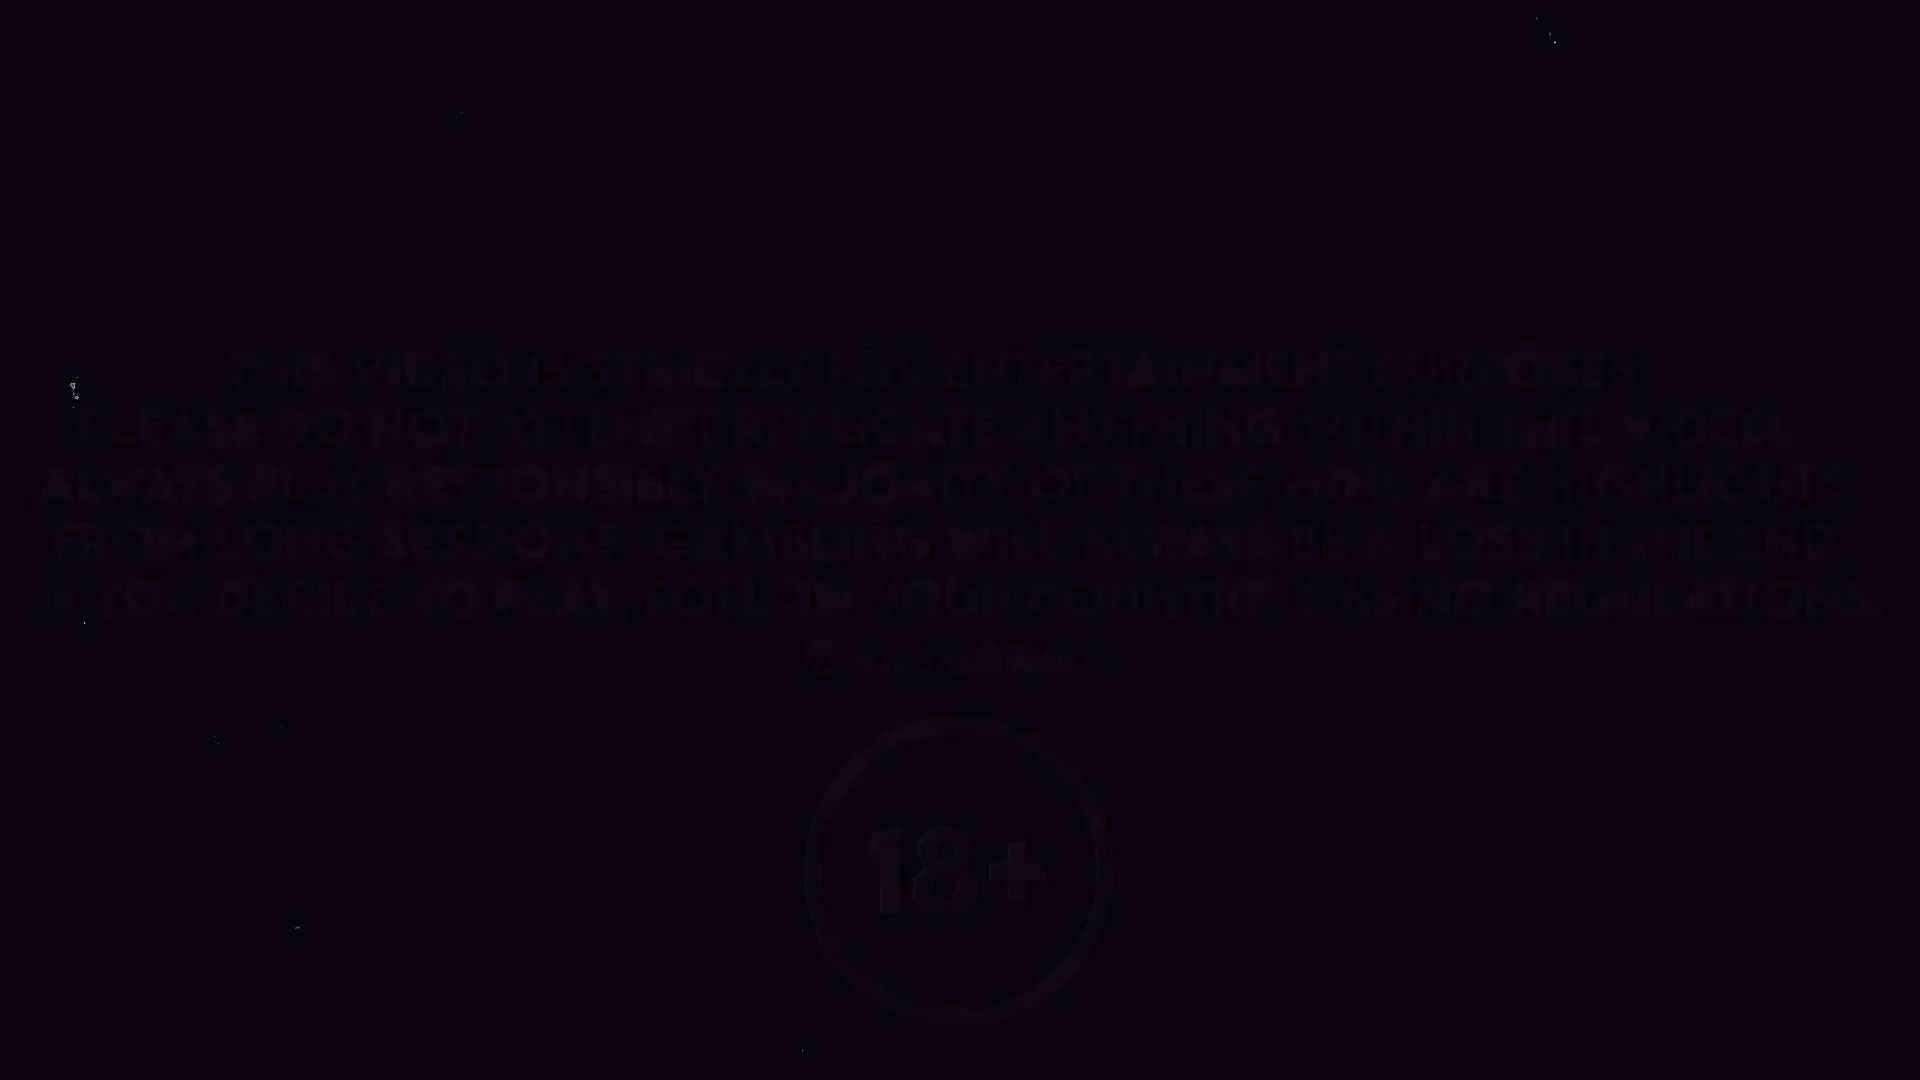 THIS VIDEO IS STRICTLY FOR ENTERTAINMENT PURPOSES
PLEASE DO NOT ATTEMPT REPLICATE ANYTHING WITHIN THIS VIDEO.
ALWAYS PLAY RESPONSIBLY. MAJORITY OF THESE WINS ARE HIGHLIGHTS
FROM LONG SESSIONS. GAMBLING WILL ALWAYS BE A LOSS IN THE END.
IF YOU DECIDE TO PLAY, FOLLOW YOUR COUNTRY'S CASINO REGULATIONS.
GambleAware
18+